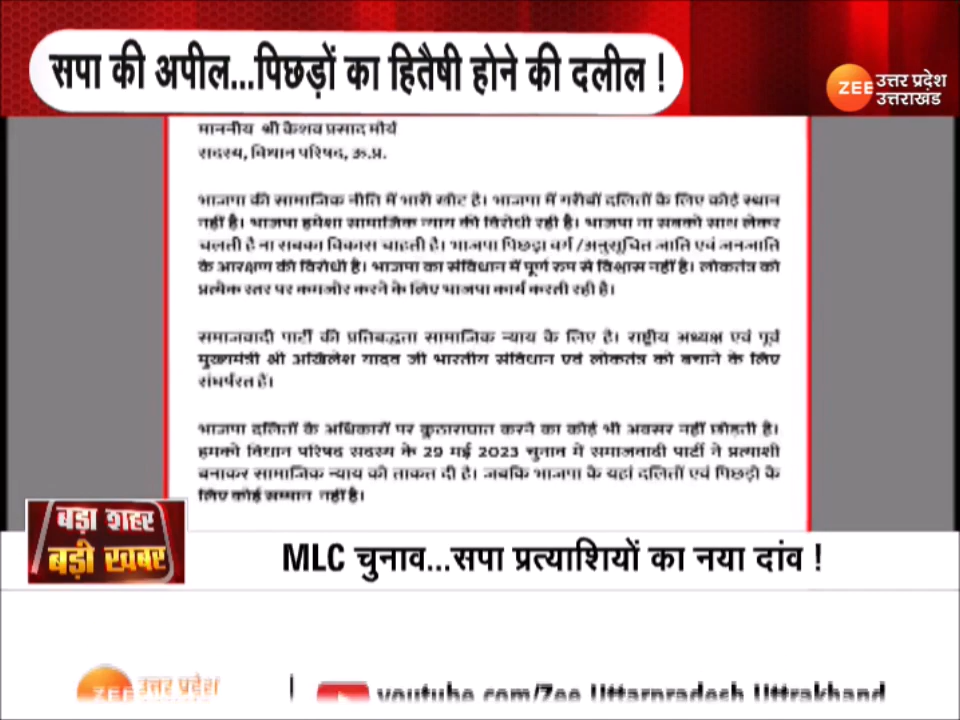 सपा की अपील...पिछड़ों का हितैषी होने की दलील !
ZEE उत्तर प्रदेश
उत्तराखंड
माननीय श्री केशव प्रसाद मौर्य
सदस्य, विधान परिषद, ऊ.प्र.
भाजपा की सामाजिक नीति में भारी खोट है। भाजपा में गरीबों दलितों के लिए कोई स्थान
नहीं है। भाजपा हमेशा सामाजिक न्याय की विरोधी रही है। भाजपा ना सबको साथ लेकर
चलती है ना सबका विकास चाहती है। भाजपा पिछड़ा वर्ग /अनुसूचित जाति एवं जनजाति
के आरक्षण की विरोधी है। भाजपा का संविधान में पूर्ण रुप से विश्वास नहीं है। लोकतंत्र को
प्रत्येक स्तर पर कमजोर करने के लिए भाजपा कार्य करती रही है।
समाजवादी पार्टी की प्रतिबद्धता सामाजिक न्याय के लिए है। राष्ट्रीय अध्यक्ष एवं पूर्व
मुख्यमंत्री श्री अखिलेश यादव जी भारतीय संविधान एवं लोकतंत्र को बचाने के लिए
संघर्षरत हैं।
भाजपा दलितों के अधिकारों पर कुठाराघात करने का कोई भी अवसर नहीं छोड़ती है।
हमको विधान परिषद सदस्य के 29 मई 2023 चुनाव में समाजवादी पार्टी ने प्रत्याशी
बनाकर सामाजिक न्याय को ताकत दी है। जबकि भाजपा के यहां दलितों एवं पिछड़ी के
लिए कोई सम्मान नहीं है।
बड़ा शहर
बड़ी खबर
MLC चुनाव...सपा प्रत्याशियों का नया दांव !
ZEE उत्तर प्रदेश
youtube.com/Zee Uttarpradesh Uttrakhand